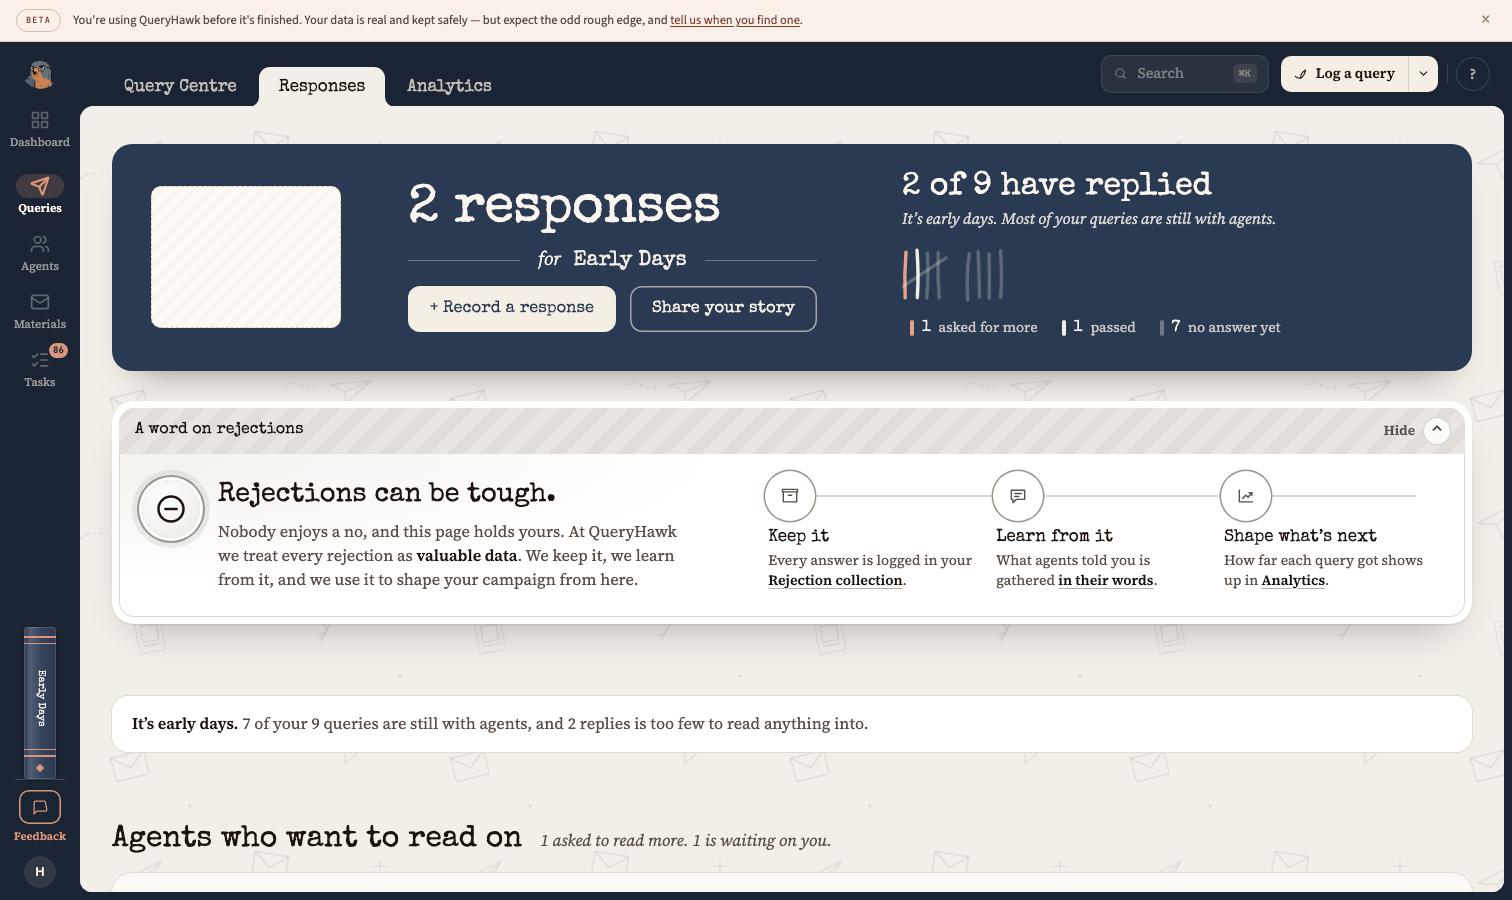 BETA You're using QueryHawk before it's finished. Your data is real and kept safely — but expect the odd rough edge, and tell us when you find one. ×
Query Centre Responses Analytics
Search ⌘K Log a query ?
Dashboard
Queries
Agents
Materials
86
Tasks
Early Days
Feedback
H
2 responses
for Early Days
+ Record a response Share your story
2 of 9 have replied
It's early days. Most of your queries are still with agents.
1 asked for more 1 passed 7 no answer yet
A word on rejections Hide
Rejections can be tough.
Nobody enjoys a no, and this page holds yours. At QueryHawk
we treat every rejection as valuable data. We keep it, we learn
from it, and we use it to shape your campaign from here.
Keep it
Every answer is logged in your
Rejection collection.
Learn from it
What agents told you is
gathered in their words.
Shape what's next
How far each query got shows
up in Analytics.
It's early days. 7 of your 9 queries are still with agents, and 2 replies is too few to read anything into.
Agents who want to read on 1 asked to read more. 1 is waiting on you.